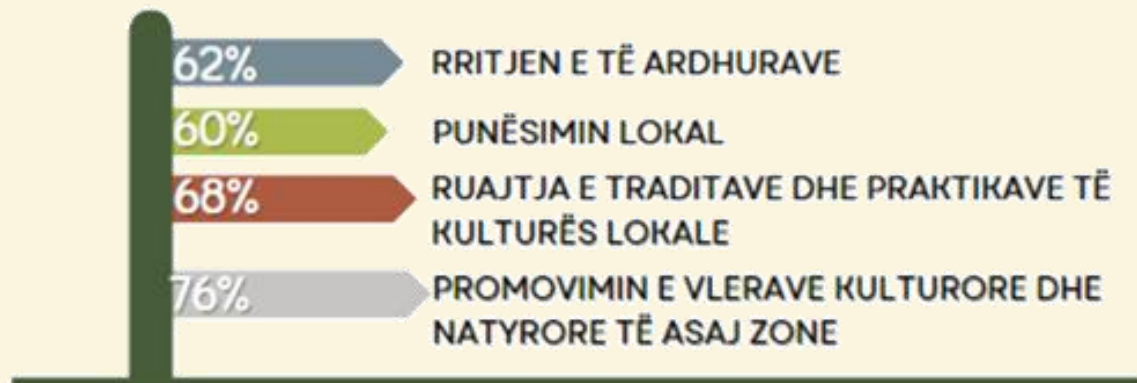 62% RRITJEN E TË ARDHURAVE
60% PUNËSIMIN LOKAL
68% RUAJTJA E TRADITAVE DHE PRAKTIKAVE TË
KULTURËS LOKALE
76% PROMOVIMIN E VLERAVE KULTURORE DHE
NATYRORE TË ASAJ ZONE